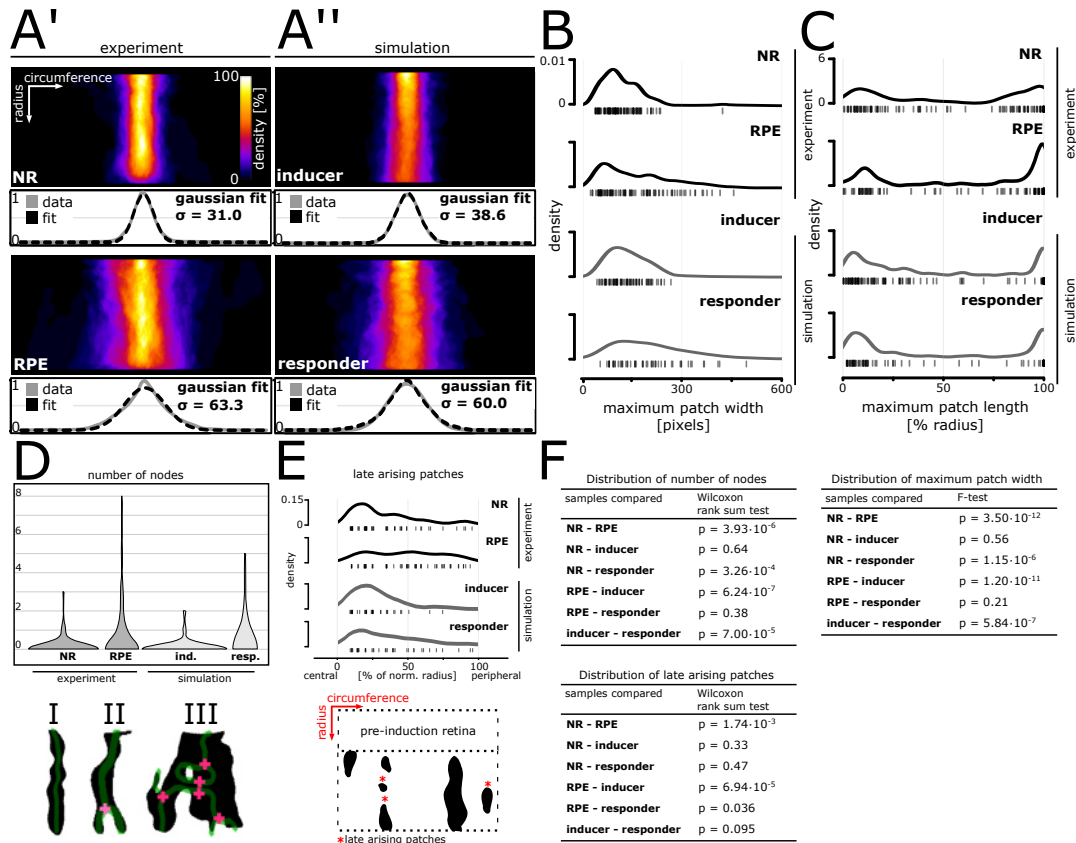 A'
experiment
A''
simulation
circumference
radius
100
density [%]
0
NR
inducer
1
data
fit
0
gaussian fit
σ = 31.0
1
data
fit
0
gaussian fit
σ = 38.6
RPE
responder
1
data
fit
0
gaussian fit
σ = 63.3
1
data
fit
0
gaussian fit
σ = 60.0
B
NR
0.01
0
RPE
inducer
responder
density
experiment
simulation
0
300
600
maximum patch width
[pixels]
C
NR
6
0
RPE
inducer
responder
density
experiment
simulation
0
50
100
maximum patch length
[% radius]
D
number of nodes
8
6
4
2
0
NR
RPE
ind.
resp.
experiment
simulation
I
II
III
E
late arising patches
0.15
0
NR
RPE
inducer
responder
density
experiment
simulation
0
50
100
central
[% of norm. radius]
peripheral
circumference
radius
pre-induction retina
*
*
*
*late arising patches
F
Distribution of number of nodes
samples compared Wilcoxon rank sum test
NR – RPE p = 3.93·10⁻⁶
NR – inducer p = 0.64
NR – responder p = 3.26·10⁻⁴
RPE – inducer p = 6.24·10⁻⁷
RPE – responder p = 0.38
inducer – responder p = 7.00·10⁻⁵
Distribution of maximum patch width
samples compared F-test
NR – RPE p = 3.50·10⁻¹²
NR – inducer p = 0.56
NR – responder p = 1.15·10⁻⁶
RPE – inducer p = 1.20·10⁻¹¹
RPE – responder p = 0.21
inducer – responder p = 5.84·10⁻⁷
Distribution of late arising patches
samples compared Wilcoxon rank sum test
NR – RPE p = 1.74·10⁻³
NR – inducer p = 0.33
NR – responder p = 0.47
RPE – inducer p = 6.94·10⁻⁵
RPE – responder p = 0.036
inducer – responder p = 0.095